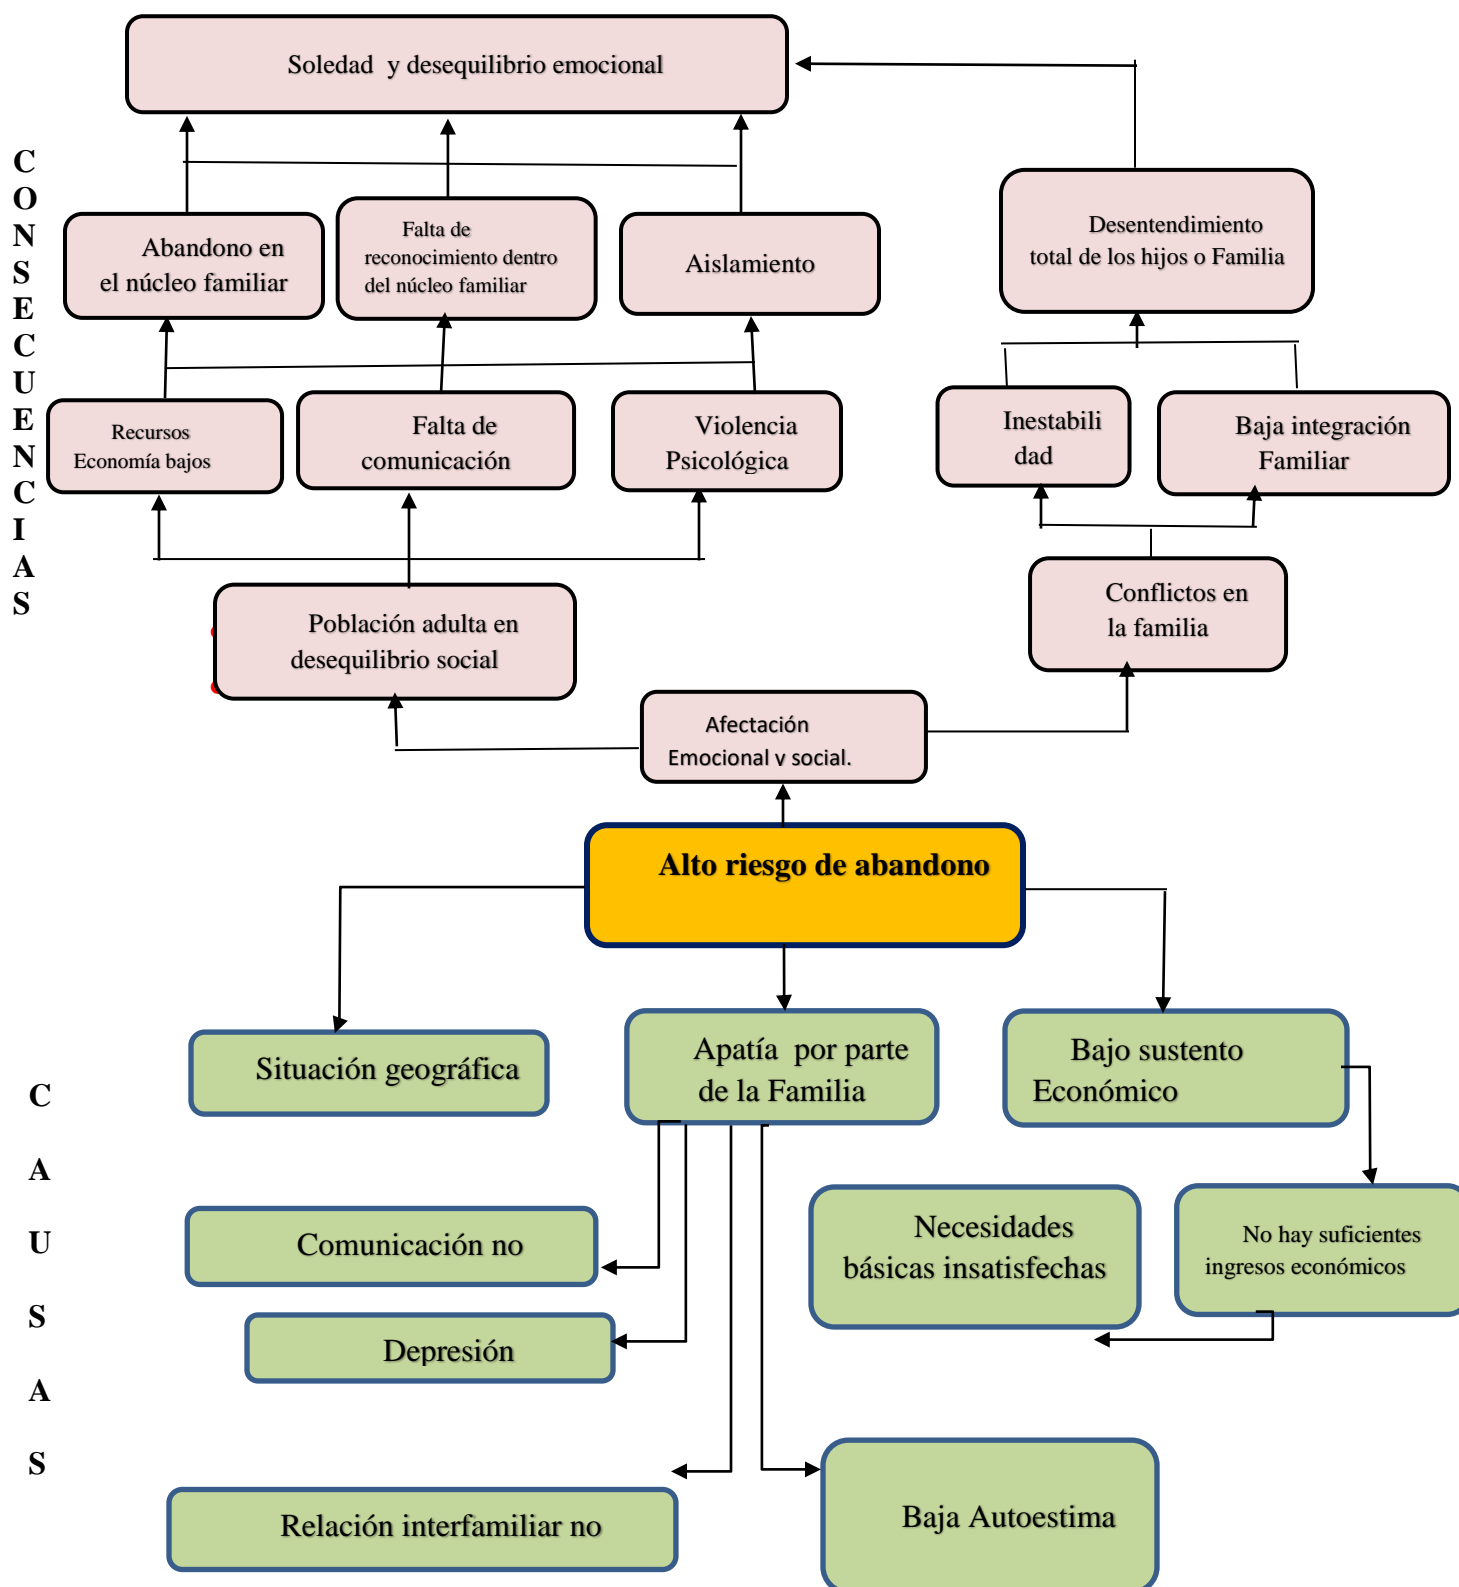 CONSECUENCIAS
Soledad y desequilibrio emocional
Abandono en
el núcleo familiar
Falta de
reconocimiento dentro
del núcleo familiar
Aislamiento
Desentendimiento
total de los hijos o Familia
Recursos
Economía bajos
Falta de
comunicación
Violencia
Psicológica
Inestabili
dad
Baja integración
Familiar
Población adulta en
desequilibrio social
Conflictos en
la familia
Afectación
Emocional y social.
Alto riesgo de abandono
CAUSAS
Situación geográfica
Apatía por parte
de la Familia
Bajo sustento
Económico
Comunicación no
Necesidades
básicas insatisfechas
No hay suficientes
ingresos económicos
Depresión
Relación interfamiliar no
Baja Autoestima